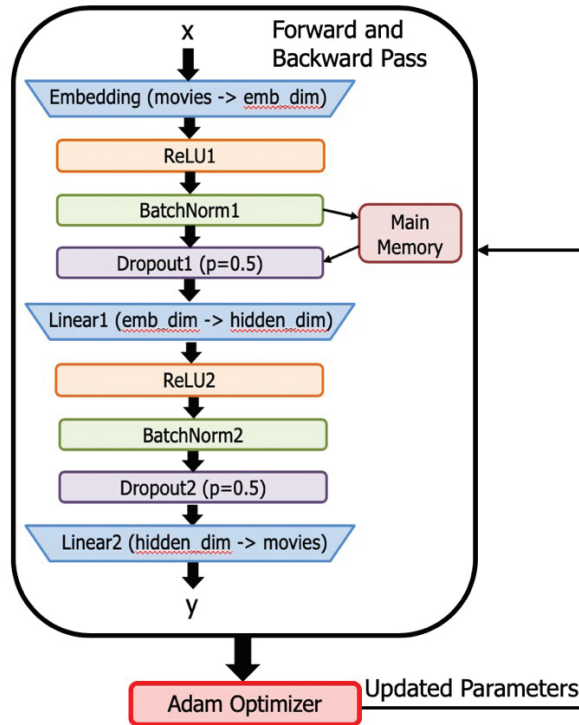 x
Forward and
Backward Pass
Embedding (movies -> emb_dim)
ReLU1
BatchNorm1
Main
Memory
Dropout1 (p=0.5)
Linear1 (emb_dim -> hidden_dim)
ReLU2
BatchNorm2
Dropout2 (p=0.5)
Linear2 (hidden_dim -> movies)
y
Adam Optimizer
Updated Parameters